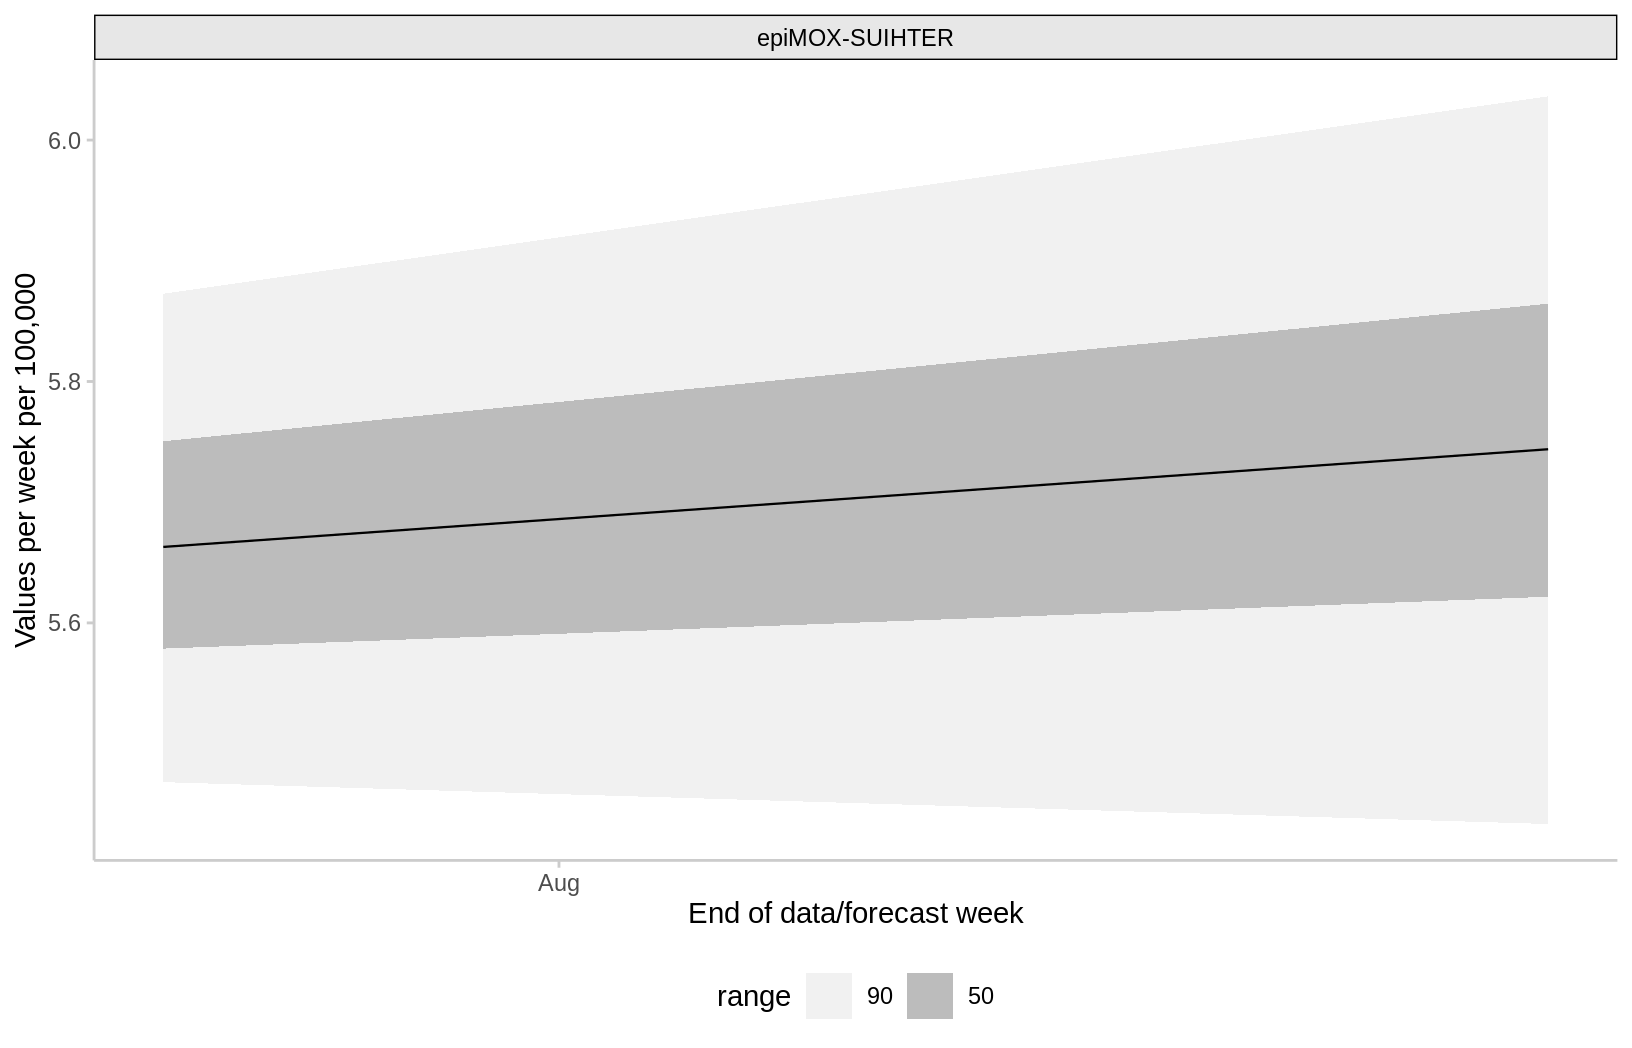 epiMOX-SUIHTER
Values per week per 100,000
6.0
5.8
5.6
Aug
End of data/forecast week
range 90 50